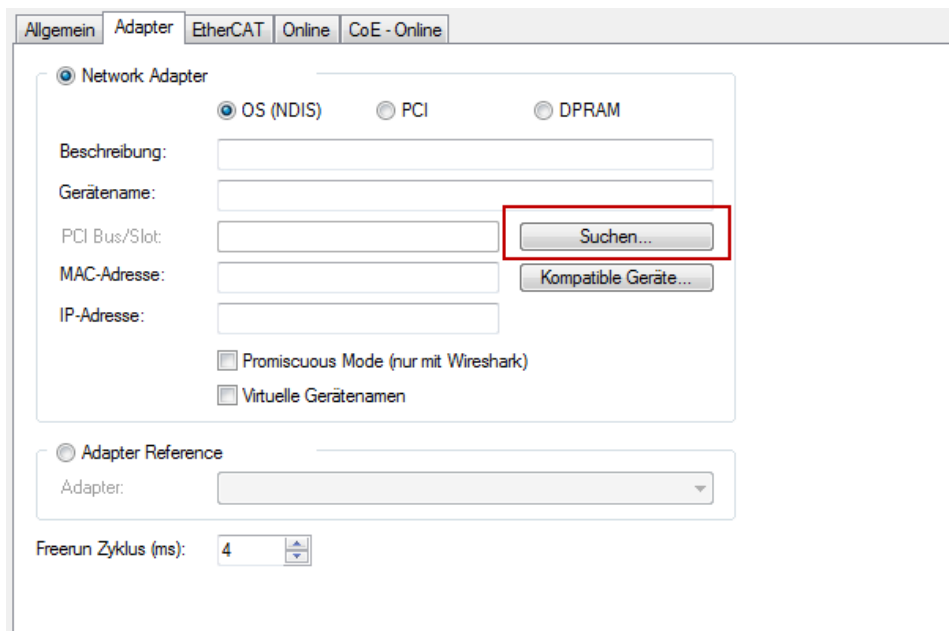 Allgemein Adapter EtherCAT Online CoE - Online
Network Adapter
OS (NDIS) PCI DPRAM
Beschreibung:
Gerätename:
PCI Bus/Slot: Suchen...
MAC-Adresse: Kompatible Geräte...
IP-Adresse:
Promiscuous Mode (nur mit Wireshark)
Virtuelle Gerätenamen
Adapter Reference
Adapter:
Freerun Zyklus (ms): 4